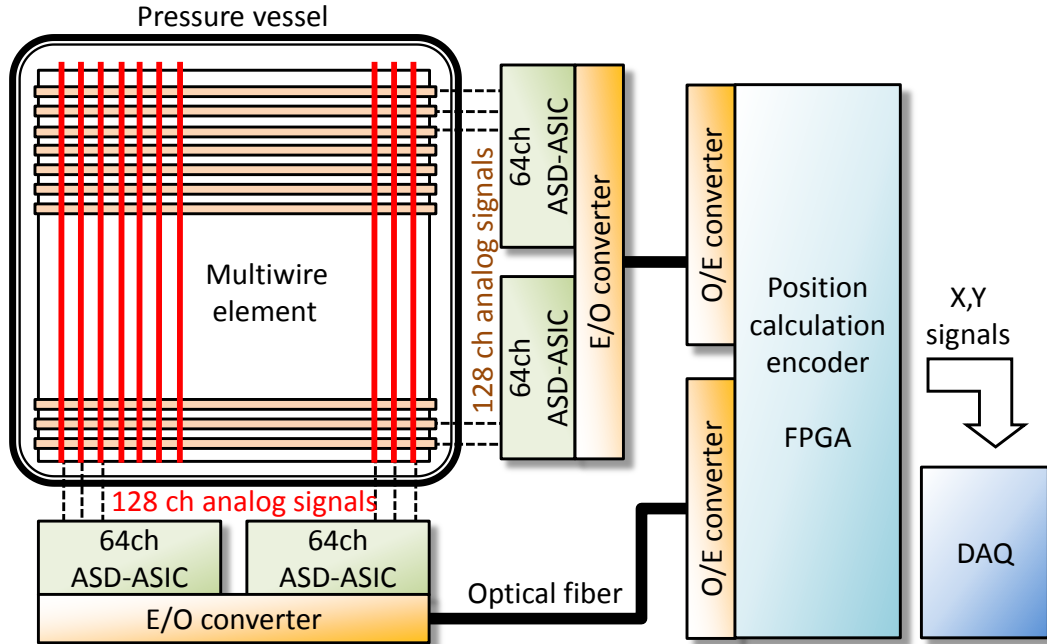 Pressure vessel
Multiwire
element
128 ch analog signals
64ch
ASD-ASIC
64ch
ASD-ASIC
E/O converter
O/E converter
O/E converter
Position
calculation
encoder
FPGA
X,Y
signals
DAQ
128 ch analog signals
64ch
ASD-ASIC
64ch
ASD-ASIC
E/O converter
Optical fiber